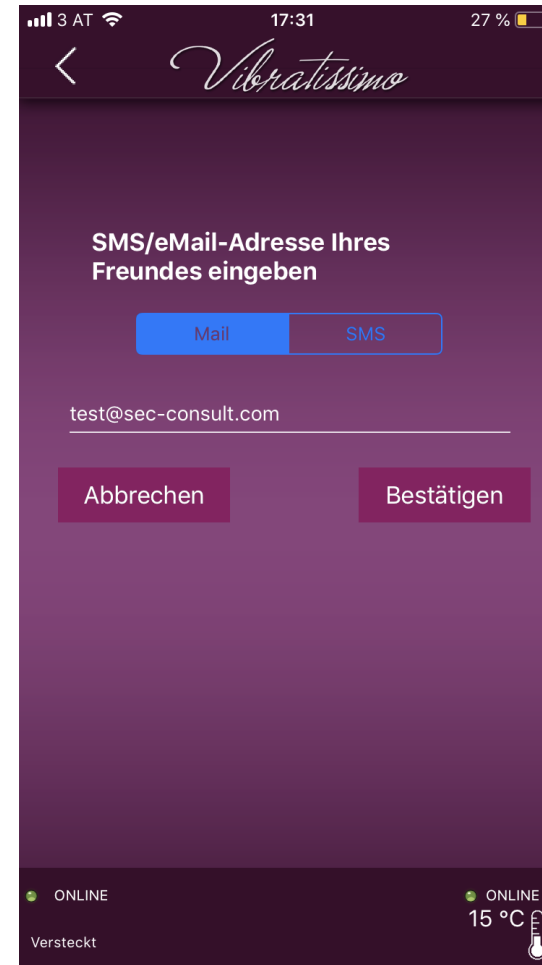 3 AT 17:31 27 %
Vibratissimo
SMS/eMail-Adresse Ihres
Freundes eingeben
Mail SMS
test@sec-consult.com
Abbrechen Bestätigen
ONLINE ONLINE
15 °C
Versteckt